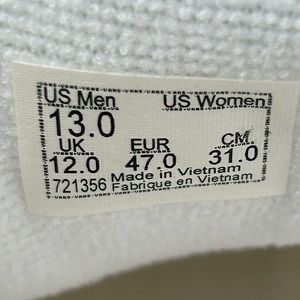 US Men US Women
13.0
UK EUR CM
12.0 47.0 31.0
721356 Made in Vietnam
Fabrique en Vietnam